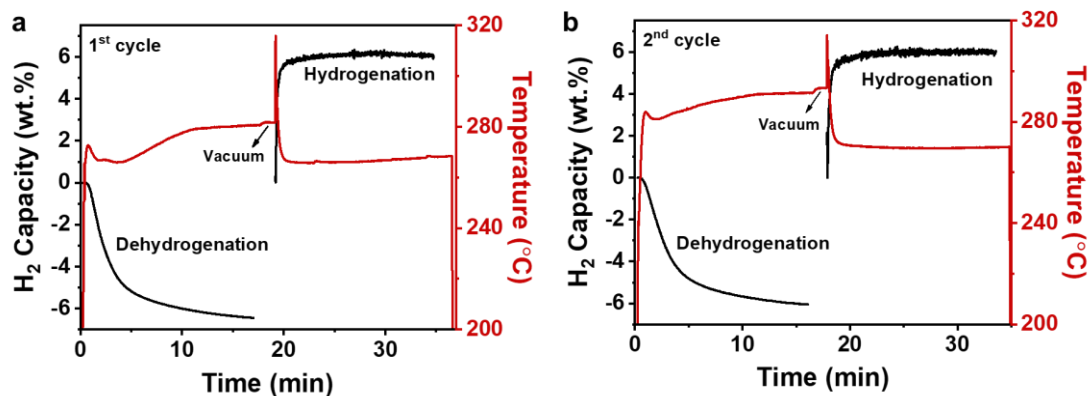 a
1st cycle
Hydrogenation
Vacuum
Dehydrogenation
H2 Capacity (wt.%)
6
4
2
0
-2
-4
-6
0
10
20
30
Time (min)
320
280
240
200
Temperature (°C)
b
2nd cycle
Hydrogenation
Vacuum
Dehydrogenation
H2 Capacity (wt.%)
6
4
2
0
-2
-4
-6
0
10
20
30
Time (min)
320
280
240
200
Temperature (°C)